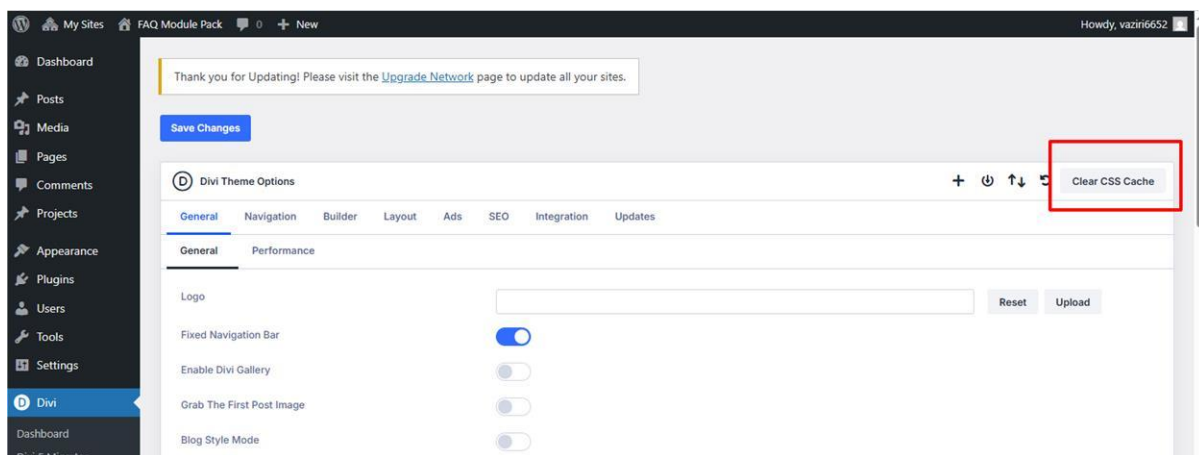 My Sites FAQ Module Pack 0 + New Howdy, vaziri6652
Dashboard
Posts
Media
Pages
Comments
Projects
Appearance
Plugins
Users
Tools
Settings
Divi
Dashboard
Thank you for Updating! Please visit the Upgrade Network page to update all your sites.
Save Changes
D Divi Theme Options Clear CSS Cache
General Navigation Builder Layout Ads SEO Integration Updates
General Performance
Logo Reset Upload
Fixed Navigation Bar
Enable Divi Gallery
Grab The First Post Image
Blog Style Mode